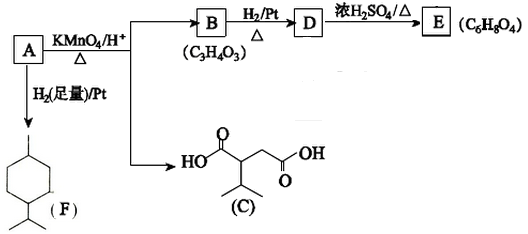 A KMnO₄/H⁺ △ B H₂/Pt △ D 浓H₂SO₄/△ E (C₆H₈O₄)
(C₃H₄O₃)
H₂(足量)/Pt
O
HO OH
O
(F) (C)